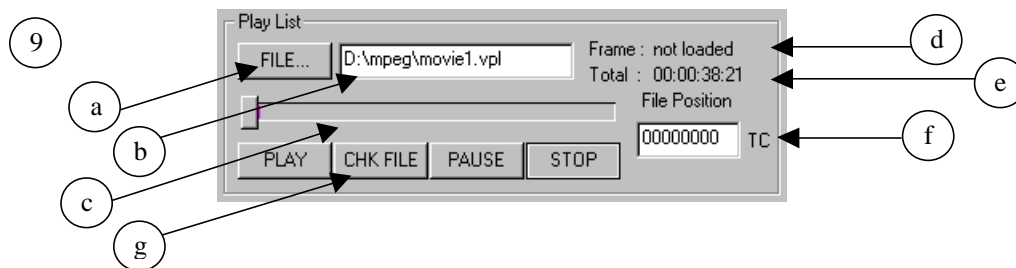 9
Play List
FILE...
D:\mpeg\movie1.vpl
Frame : not loaded
Total : 00:00:38:21
File Position
00000000 TC
PLAY CHK FILE PAUSE STOP
a
b
c
g
d
e
f